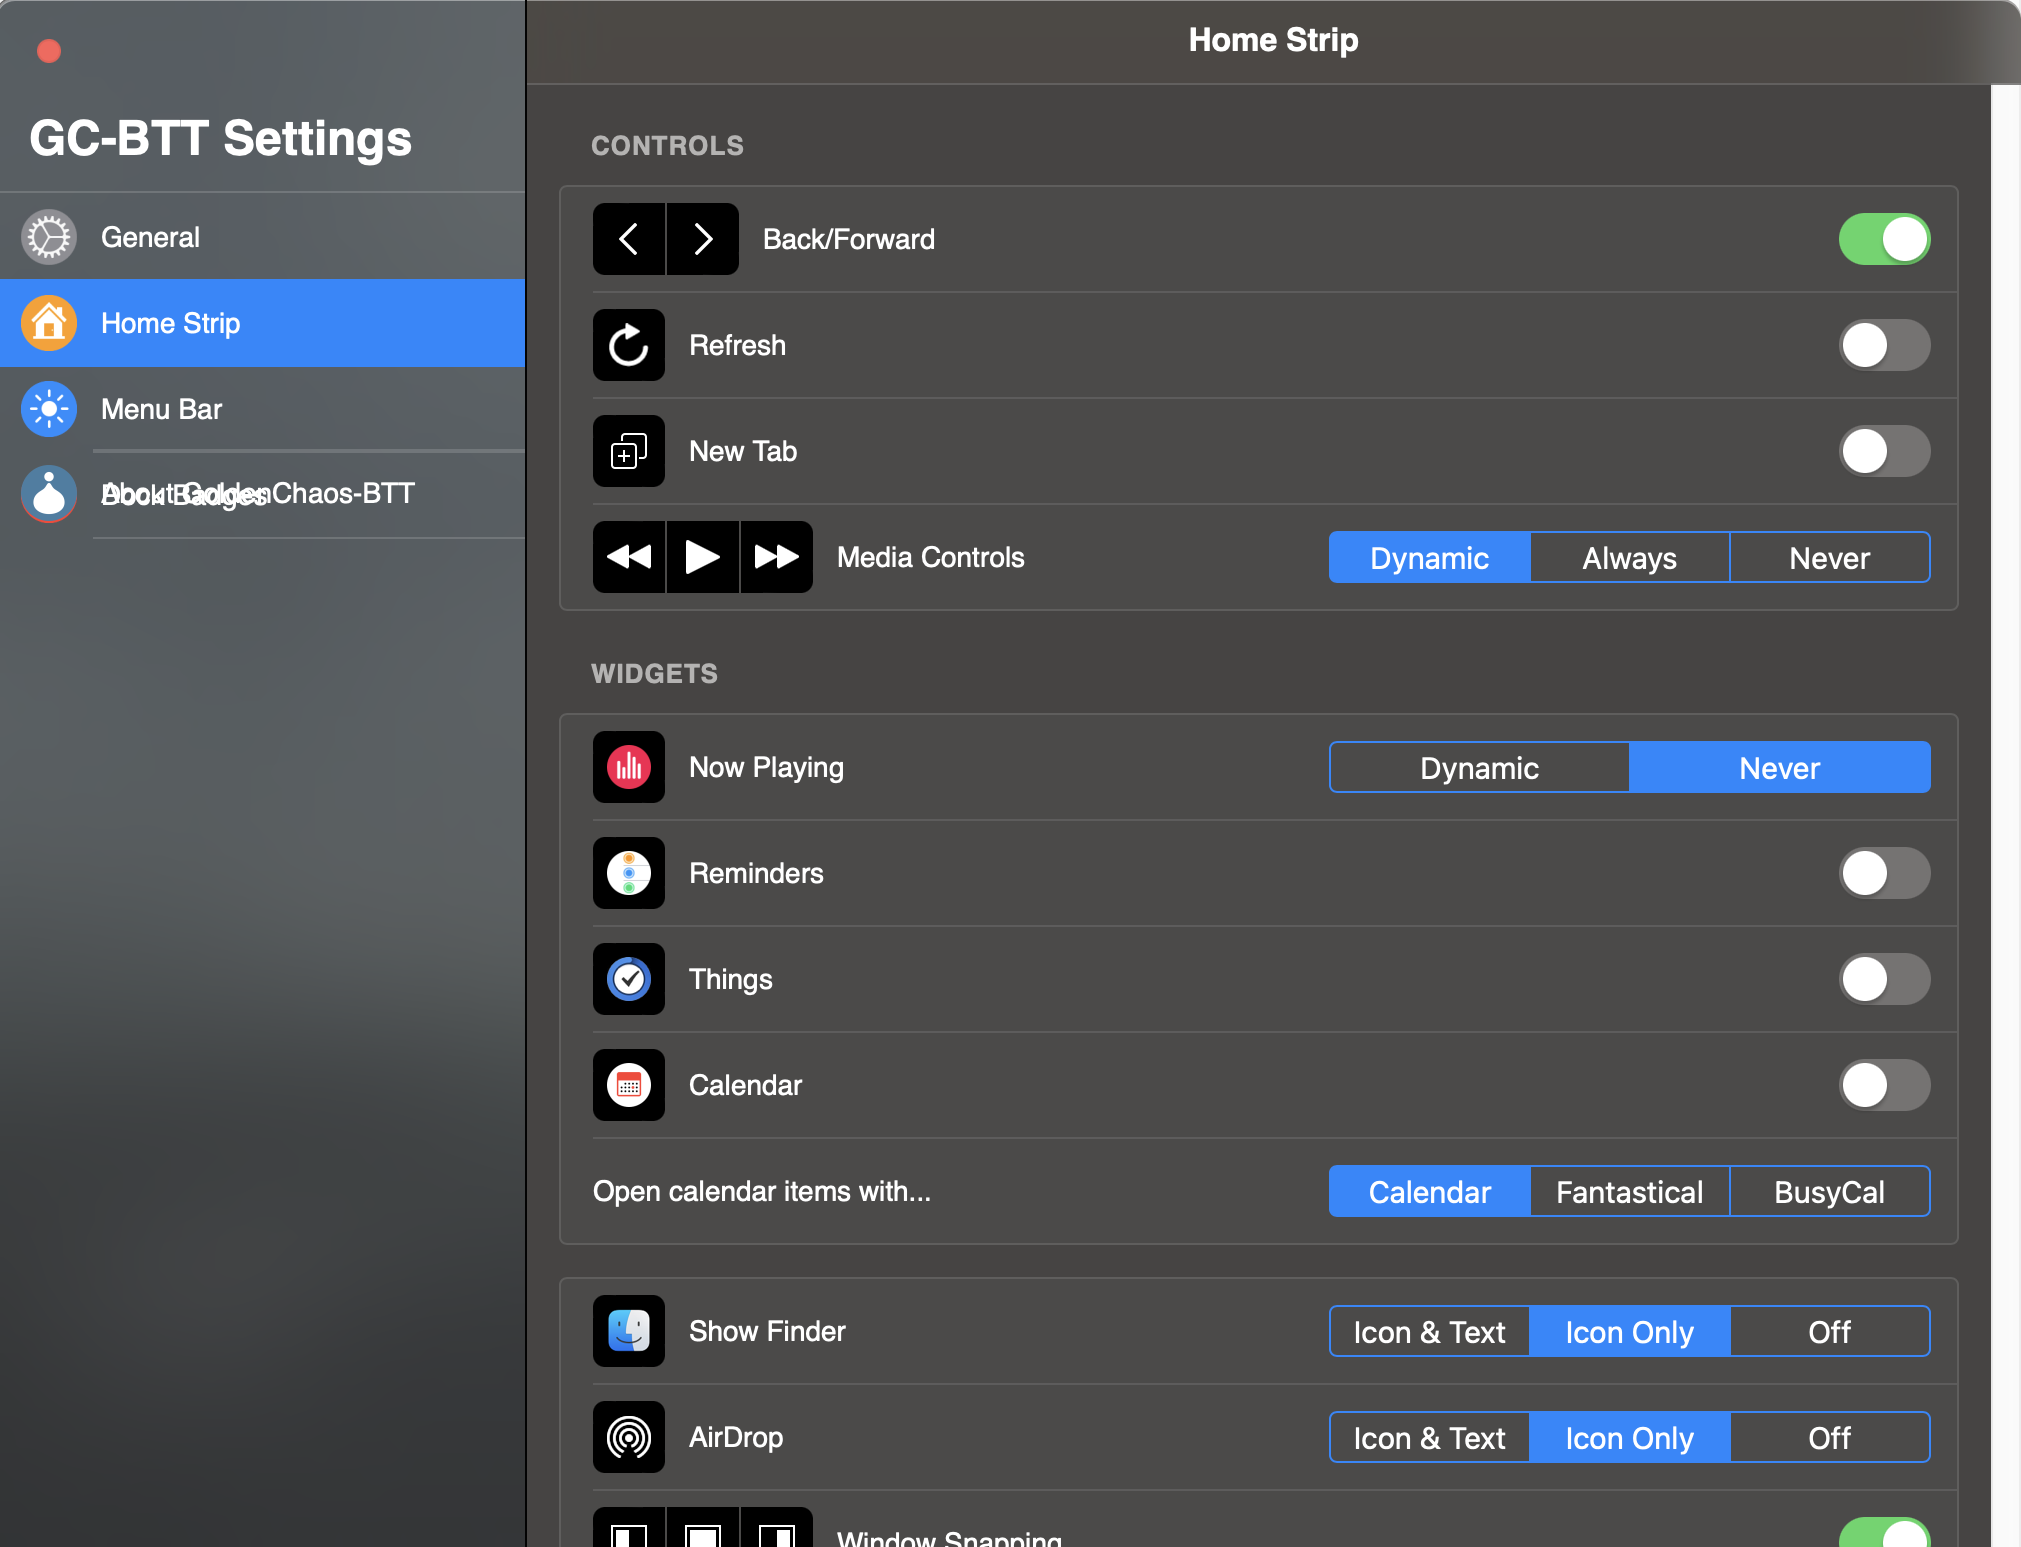 Home Strip
GC-BTT Settings
General
Home Strip
Menu Bar
Dock Badges
About GoldenChaos-BTT
CONTROLS
Back/Forward
Refresh
New Tab
Media Controls
Dynamic Always Never
WIDGETS
Now Playing
Dynamic Never
Reminders
Things
Calendar
Open calendar items with...
Calendar Fantastical BusyCal
Show Finder
Icon & Text Icon Only Off
AirDrop
Icon & Text Icon Only Off
Window Snapping